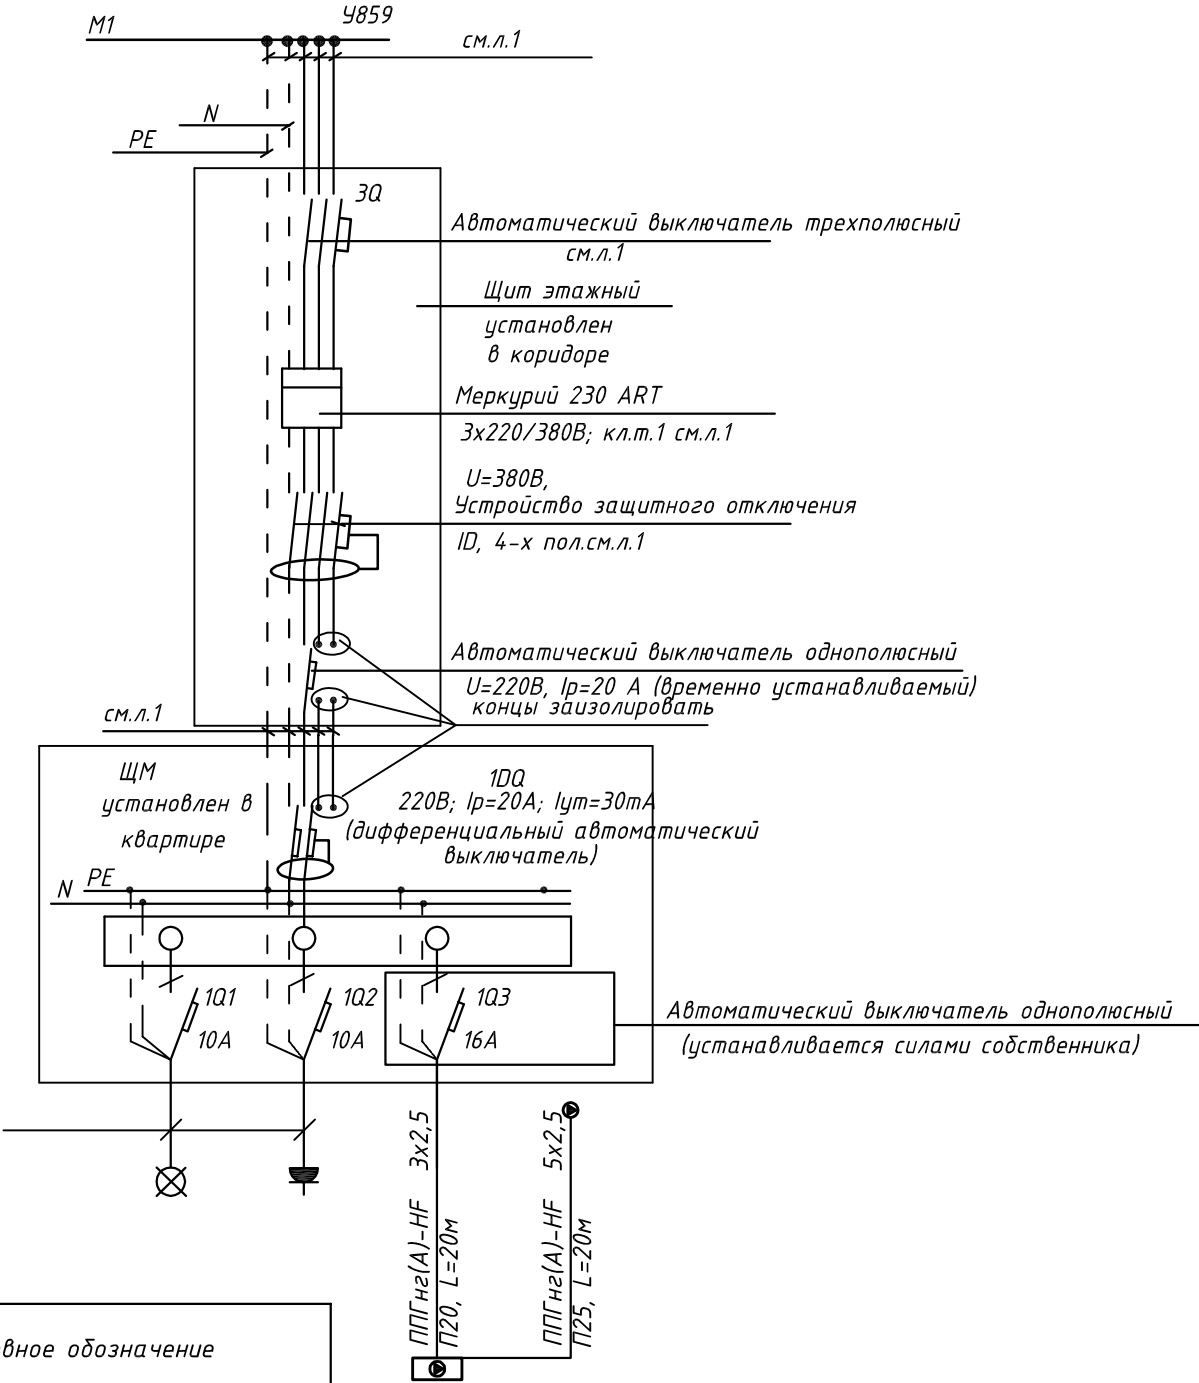 М1
У859
см.л.1
N
PE
3Q
Автоматический выключатель трехполюсный
см.л.1
Щит этажный
установлен
в коридоре
Меркурий 230 ART
3х220/380В; кл.т.1 см.л.1
U=380В,
Устройство защитного отключения
ID, 4-х пол.см.л.1
Автоматический выключатель однополюсный
U=220В, Iр=20 А (временно устанавливаемый)
концы заизолировать
см.л.1
ЩМ
установлен в
квартире
1DQ
220В; Iр=20А; Iут=30mA
(дифференциальный автоматический
выключатель)
PE
N
1Q1
10А
1Q2
10А
1Q3
16А
Автоматический выключатель однополюсный
(устанавливается силами собственника)
ППГнг(А)-HF 3х2,5
П20, L=20м
ППГнг(А)-HF 5х2,5
П25, L=20м
вное обозначение